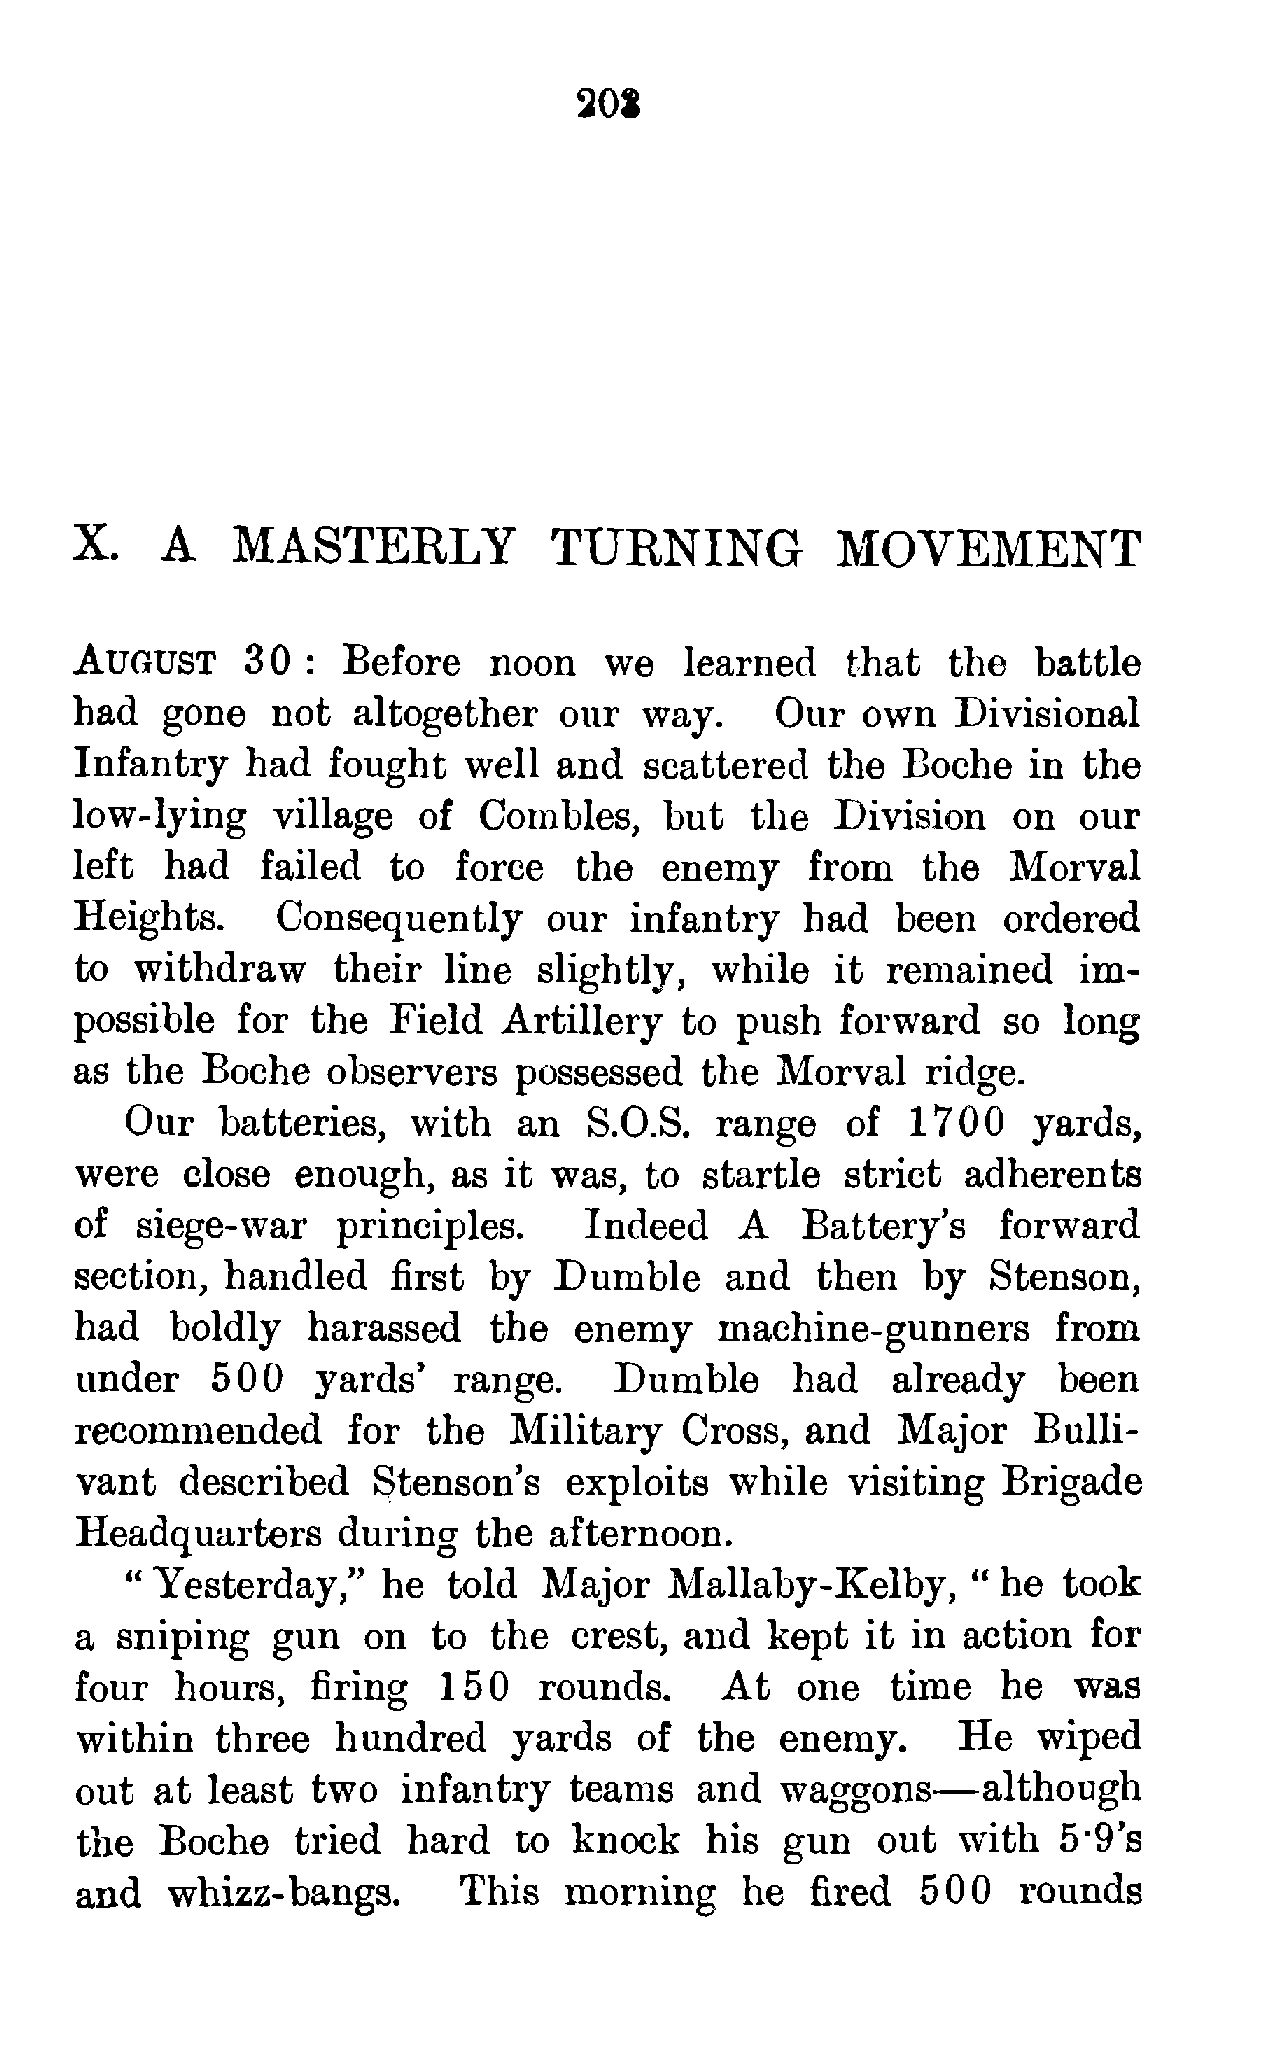 X. A MASTERLY TURNING MOVEMENT
AUGUST 30 : Before noon we learned that the battle
had gone not altogether our way. Our own Divisional
Infantry had fought well and scattered the Boche in the
low-lying village of Combles, but the Division on our
left had failed to force the enemy from the Morval
Heights. Consequently our infantry had been ordered
to withdraw their line slightly, while it remained im-
possible for the Field Artillery to push forward so long
as the Boche observers possessed the Morval ridge.
Our batteries, with an S.O.S. range of 1700 yards,
were close enough, as it was, to startle strict adherents
of siege-war principles. Indeed A Battery's forward
section, handled first by Dumble and then by Stenson,
had boldly harassed the enemy machine-gunners from
under 500 yards' range. Dumble had already been
recommended for the Military Cross, and Major Bulli-
vant described Stenson's exploits while visiting Brigade
Headquarters during the afternoon.
“ Yesterday,” he told Major Mallaby-Kelby, “ he took
a sniping gun on to the crest, and kept it in action for
four hours, firing 150 rounds. At one time he was
within three hundred yards of the enemy. He wiped
out at least two infantry teams and waggons—although
the Boche tried hard to knock his gun out with 5·9's
and whizz-bangs. This morning he fired 500 rounds